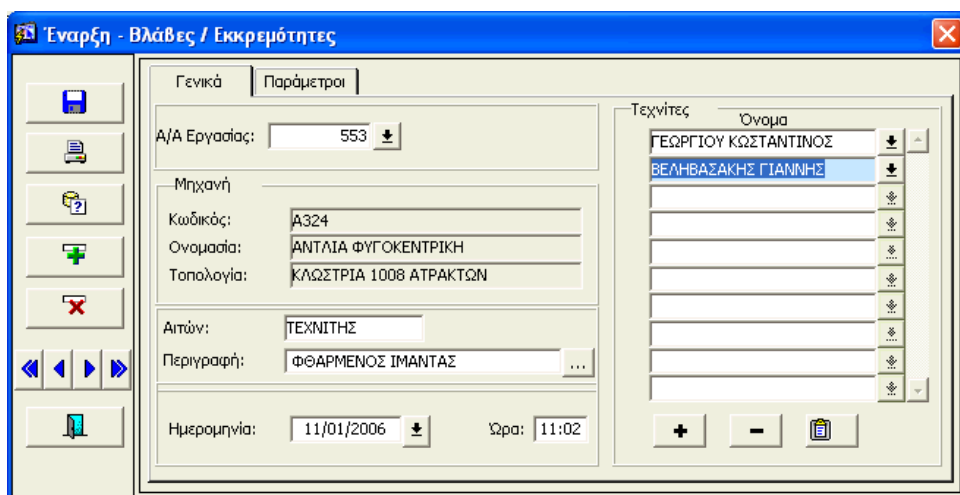 Έναρξη - Βλάβες / Εκκρεμότητες
Γενικά
Παράμετροι
Α/Α Εργασίας: 553
Μηχανή
Κωδικός: Α324
Ονομασία: ΑΝΤΛΙΑ ΦΥΓΟΚΕΝΤΡΙΚΗ
Τοπολογία: ΚΛΩΣΤΡΙΑ 1008 ΑΤΡΑΚΤΩΝ
Αιτών: ΤΕΧΝΙΤΗΣ
Περιγραφή: ΦΘΑΡΜΕΝΟΣ ΙΜΑΝΤΑΣ ...
Ημερομηνία: 11/01/2006 Ώρα: 11:02
Τεχνίτες
Όνομα
ΓΕΩΡΓΙΟΥ ΚΩΣΤΑΝΤΙΝΟΣ
ΒΕΛΗΒΑΣΑΚΗΣ ΓΙΑΝΝΗΣ